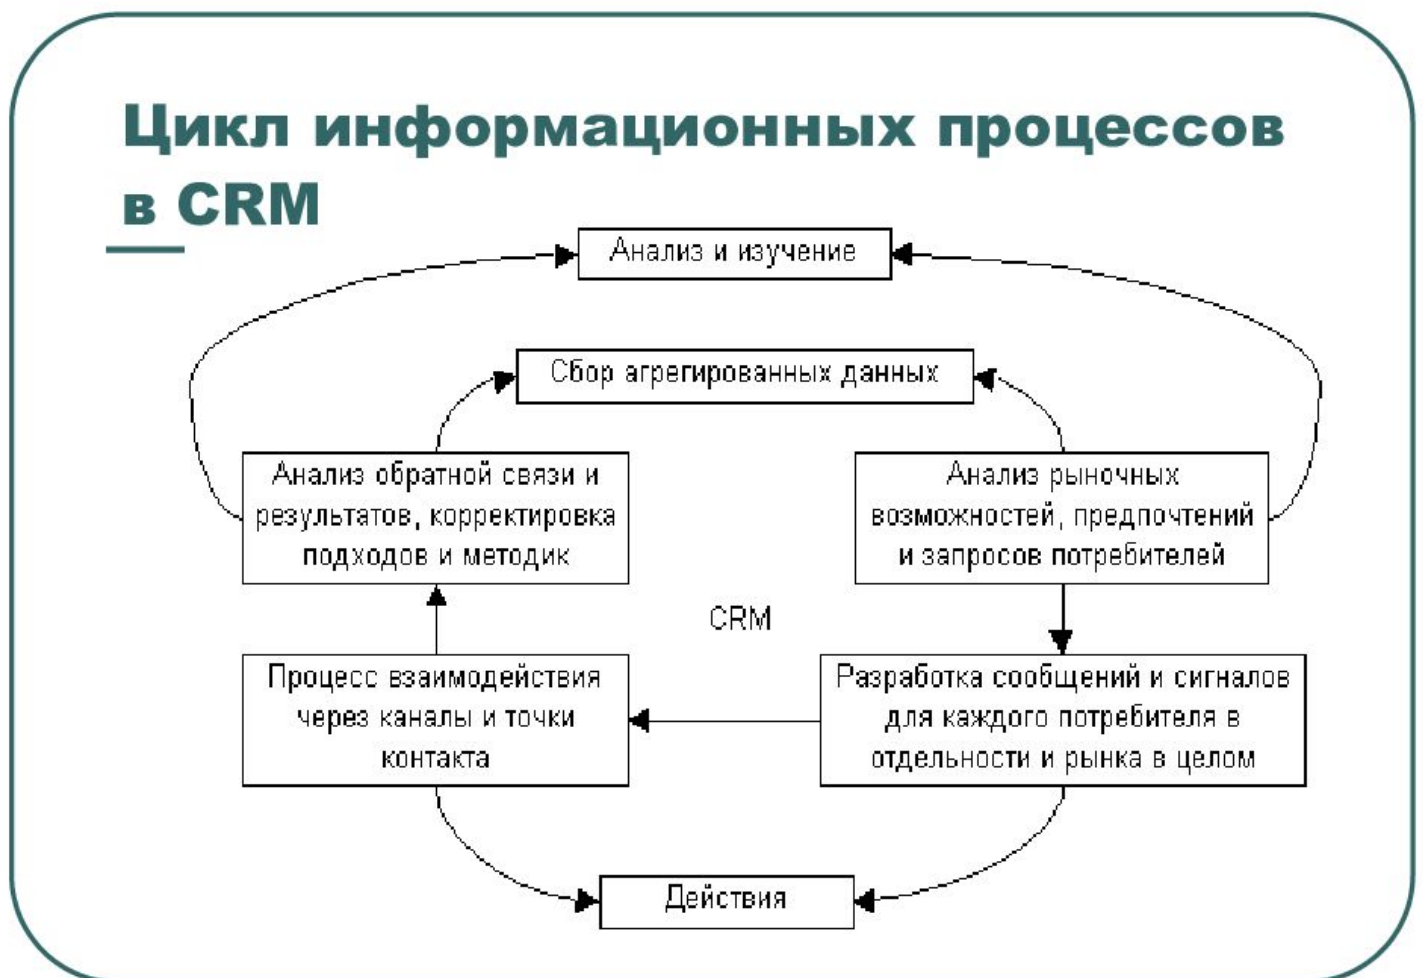 Цикл информационных процессов
в CRM
Анализ и изучение
Сбор агрегированных данных
Анализ обратной связи и
результатов, корректировка
подходов и методик
Анализ рыночных
возможностей, предпочтений
и запросов потребителей
CRM
Процесс взаимодействия
через каналы и точки
контакта
Разработка сообщений и сигналов
для каждого потребителя в
отдельности и рынка в целом
Действия